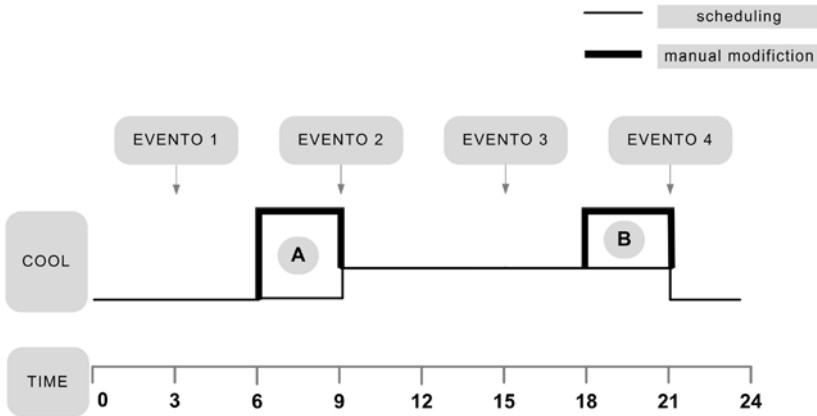 scheduling
manual modifiction
EVENTO 1 EVENTO 2 EVENTO 3 EVENTO 4
COOL
A
B
TIME
0 3 6 9 12 15 18 21 24